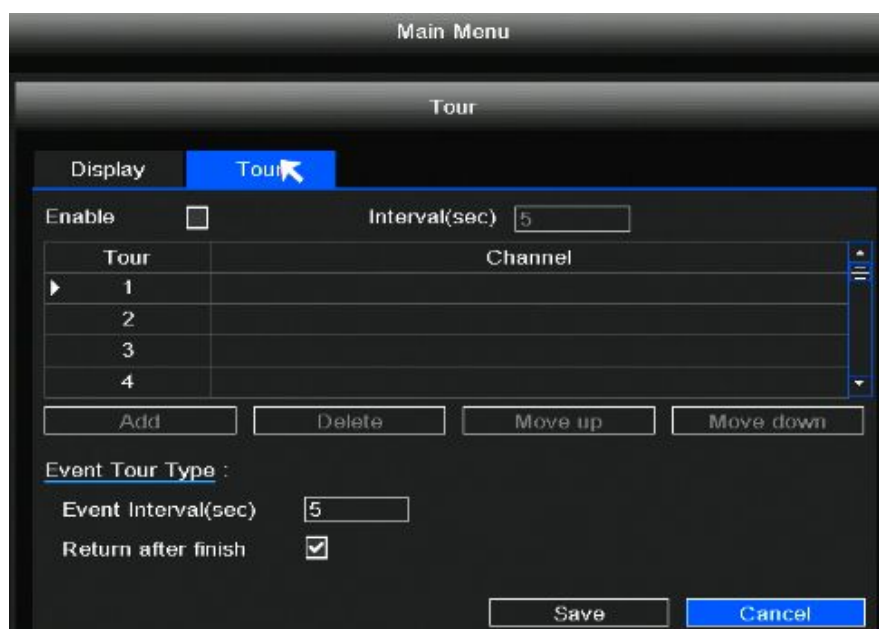 Main Menu
Tour
Display Tour
Enable Interval(sec) 5
Tour Channel
1
2
3
4
Add Delete Move up Move down
Event Tour Type :
Event Interval(sec) 5
Return after finish
Save Cancel